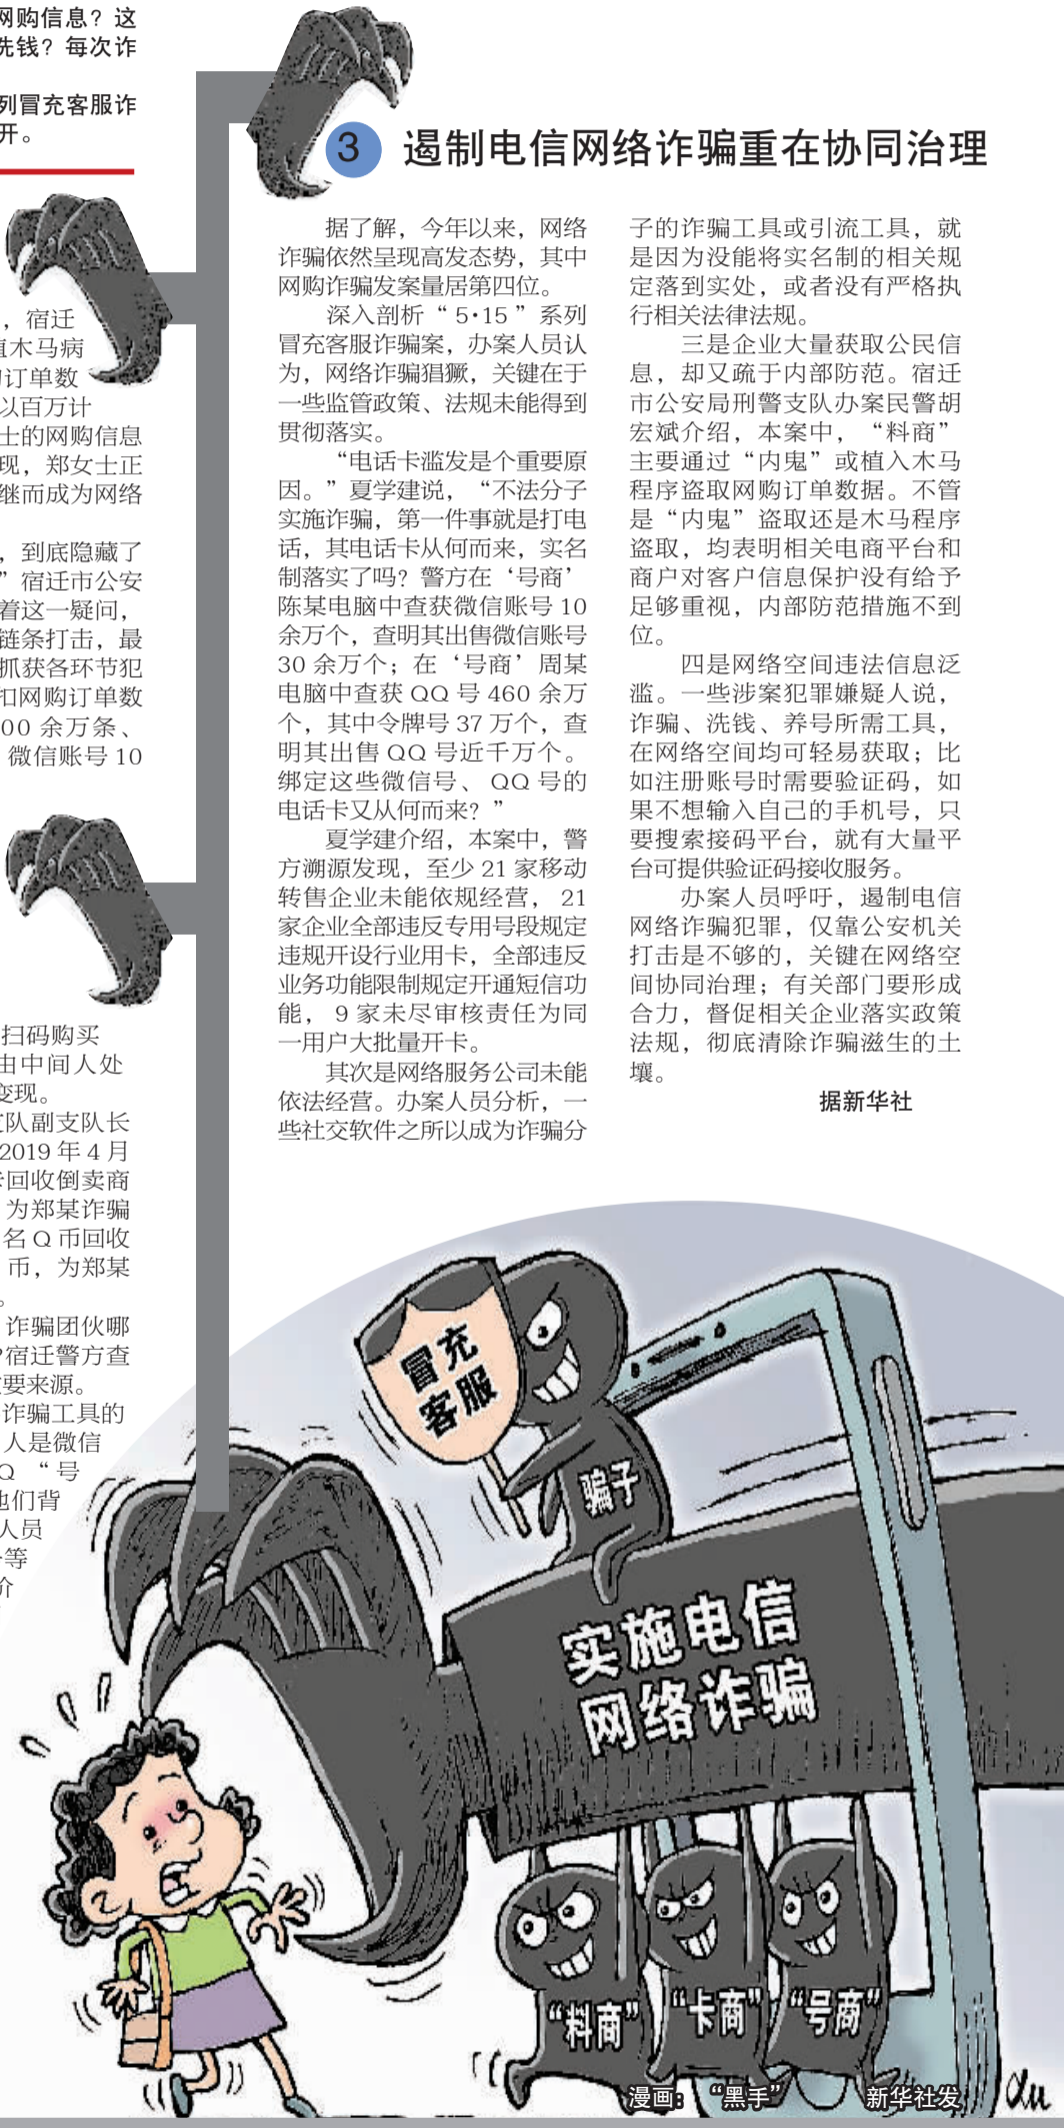 网购信息？这
洗钱？每次诈
列冒充客服诈
开。
，宿迁
植木马病
订单数
以百万计
士的网购信息
现，郑女士正
继而成为网络
，到底隐藏了
”宿迁市公安
着这一疑问，
链条打击，最
抓获各环节犯
扣网购订单数
00 余万条、
微信账号 10
扫码购买
由中间人处
变现。
支队副支队长
2019 年 4 月
卡回收倒卖商
为郑某诈骗
名 Q 币回收
币，为郑某
。
诈骗团伙哪
？宿迁警方查
要来源。
诈骗工具的
人是微信
Q “号
他们背
人员
等
价
3 遏制电信网络诈骗重在协同治理
据了解，今年以来，网络
诈骗依然呈现高发态势，其中
网购诈骗发案量居第四位。
深入剖析“5·15”系列
冒充客服诈骗案，办案人员认
为，网络诈骗猖獗，关键在于
一些监管政策、法规未能得到
贯彻落实。
“电话卡滥发是个重要原
因。”夏学建说，“不法分子
实施诈骗，第一件事就是打电
话，其电话卡从何而来，实名
制落实了吗？警方在‘号商’
陈某电脑中查获微信账号 10
余万个，查明其出售微信账号
30 余万个；在‘号商’周某
电脑中查获 QQ 号 460 余万
个，其中令牌号 37 万个，查
明其出售 QQ 号近千万个。
绑定这些微信号、 QQ 号的
电话卡又从何而来？”
夏学建介绍，本案中，警
方溯源发现，至少 21 家移动
转售企业未能依规经营， 21
家企业全部违反专用号段规定
违规开设行业用卡，全部违反
业务功能限制规定开通短信功
能， 9 家未尽审核责任为同
一用户大批量开卡。
其次是网络服务公司未能
依法经营。办案人员分析，一
些社交软件之所以成为诈骗分
子的诈骗工具或引流工具，就
是因为没能将实名制的相关规
定落到实处，或者没有严格执
行相关法律法规。
三是企业大量获取公民信
息，却又疏于内部防范。宿迁
市公安局刑警支队办案民警胡
宏斌介绍，本案中，“料商”
主要通过“内鬼”或植入木马
程序盗取网购订单数据。不管
是“内鬼”盗取还是木马程序
盗取，均表明相关电商平台和
商户对客户信息保护没有给予
足够重视，内部防范措施不到
位。
四是网络空间违法信息泛
滥。一些涉案犯罪嫌疑人说，
诈骗、洗钱、养号所需工具，
在网络空间均可轻易获取；比
如注册账号时需要验证码，如
果不想输入自己的手机号，只
要搜索接码平台，就有大量平
台可提供验证码接收服务。
办案人员呼吁，遏制电信
网络诈骗犯罪，仅靠公安机关
打击是不够的，关键在网络空
间协同治理；有关部门要形成
合力，督促相关企业落实政策
法规，彻底清除诈骗滋生的土
壤。
据新华社
冒充
客服
骗子
实施电信
网络诈骗
“料商”
“卡商”
“号商”
漫画：“黑手” 新华社发